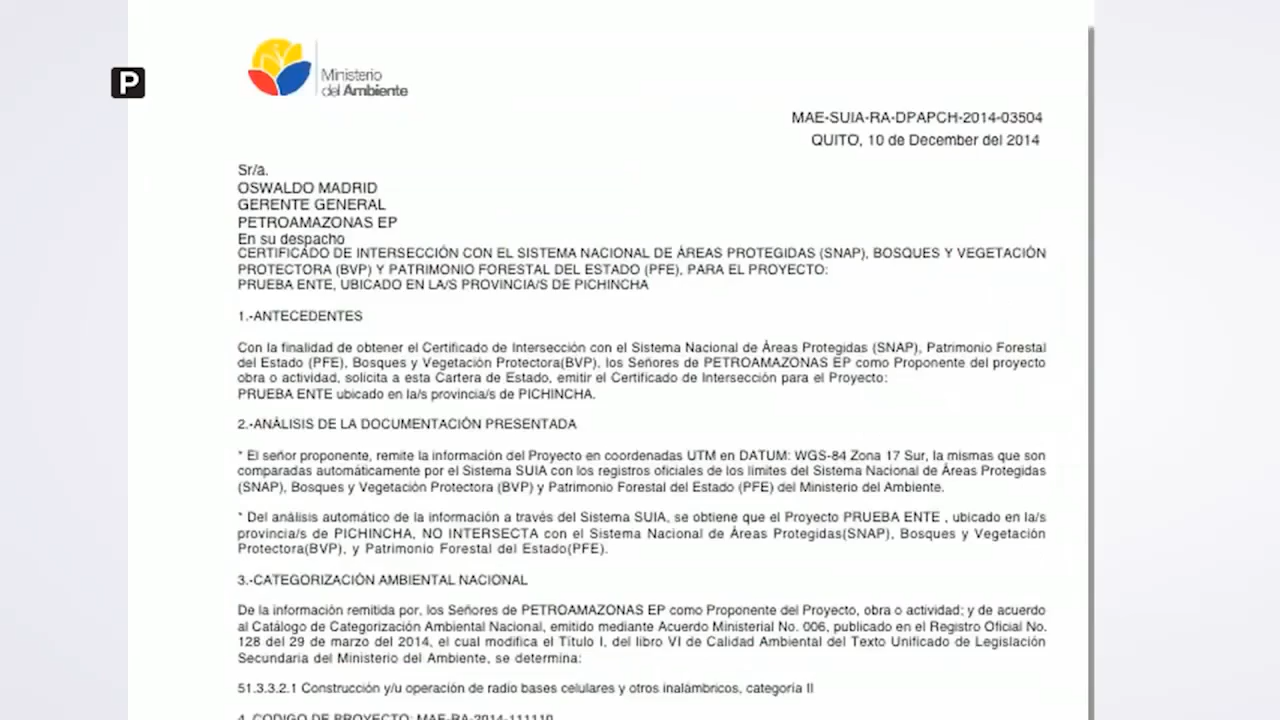 P
Ministerio
del Ambiente
MAE-SUIA-RA-DPAPCH-2014-03504
QUITO, 10 de December del 2014
Sr/a.
OSWALDO MADRID
GERENTE GENERAL
PETROAMAZONAS EP
En su despacho
CERTIFICADO DE INTERSECCIÓN CON EL SISTEMA NACIONAL DE ÁREAS PROTEGIDAS (SNAP), BOSQUES Y VEGETACIÓN
PROTECTORA (BVP) Y PATRIMONIO FORESTAL DEL ESTADO (PFE), PARA EL PROYECTO:
PRUEBA ENTE, UBICADO EN LA/S PROVINCIA/S DE PICHINCHA
1.-ANTECEDENTES
Con la finalidad de obtener el Certificado de Intersección con el Sistema Nacional de Áreas Protegidas (SNAP), Patrimonio Forestal
del Estado (PFE), Bosques y Vegetación Protectora(BVP), los Señores de PETROAMAZONAS EP como Proponente del proyecto
obra o actividad, solicita a esta Cartera de Estado, emitir el Certificado de Intersección para el Proyecto:
PRUEBA ENTE ubicado en la/s provincia/s de PICHINCHA.
2.-ANÁLISIS DE LA DOCUMENTACIÓN PRESENTADA
* El señor proponente, remite la información del Proyecto en coordenadas UTM en DATUM: WGS-84 Zona 17 Sur, la mismas que son
comparadas automáticamente por el Sistema SUIA con los registros oficiales de los límites del Sistema Nacional de Áreas Protegidas
(SNAP), Bosques y Vegetación Protectora (BVP) y Patrimonio Forestal del Estado (PFE) del Ministerio del Ambiente.
* Del análisis automático de la información a través del Sistema SUIA, se obtiene que el Proyecto PRUEBA ENTE , ubicado en la/s
provincia/s de PICHINCHA, NO INTERSECTA con el Sistema Nacional de Áreas Protegidas(SNAP), Bosques y Vegetación
Protectora(BVP), y Patrimonio Forestal del Estado(PFE).
3.-CATEGORIZACIÓN AMBIENTAL NACIONAL
De la información remitida por, los Señores de PETROAMAZONAS EP como Proponente del Proyecto, obra o actividad; y de acuerdo
al Catálogo de Categorización Ambiental Nacional, emitido mediante Acuerdo Ministerial No. 006, publicado en el Registro Oficial No.
128 del 29 de marzo del 2014, el cual modifica el Título I, del libro VI de Calidad Ambiental del Texto Unificado de Legislación
Secundaria del Ministerio del Ambiente, se determina:
51.3.3.2.1 Construcción y/u operación de radio bases celulares y otros inalámbricos, categoría II
4. CODIGO DE PROYECTO: MAE-RA-2014-111110